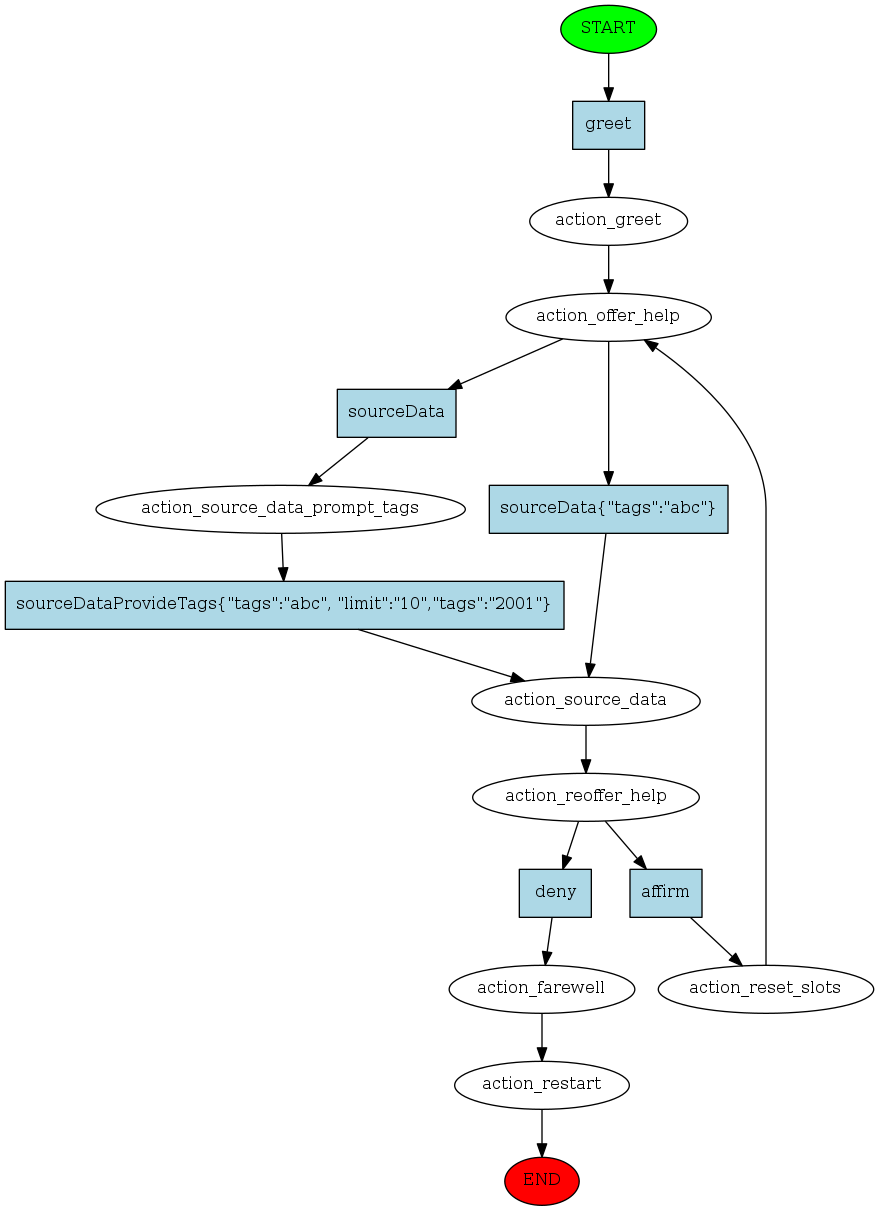 START
greet
action_greet
action_offer_help
sourceData
action_source_data_prompt_tags
sourceData{"tags":"abc"}
sourceDataProvideTags{"tags":"abc", "limit":"10","tags":"2001"}
action_source_data
action_reoffer_help
deny
affirm
action_farewell
action_reset_slots
action_restart
END